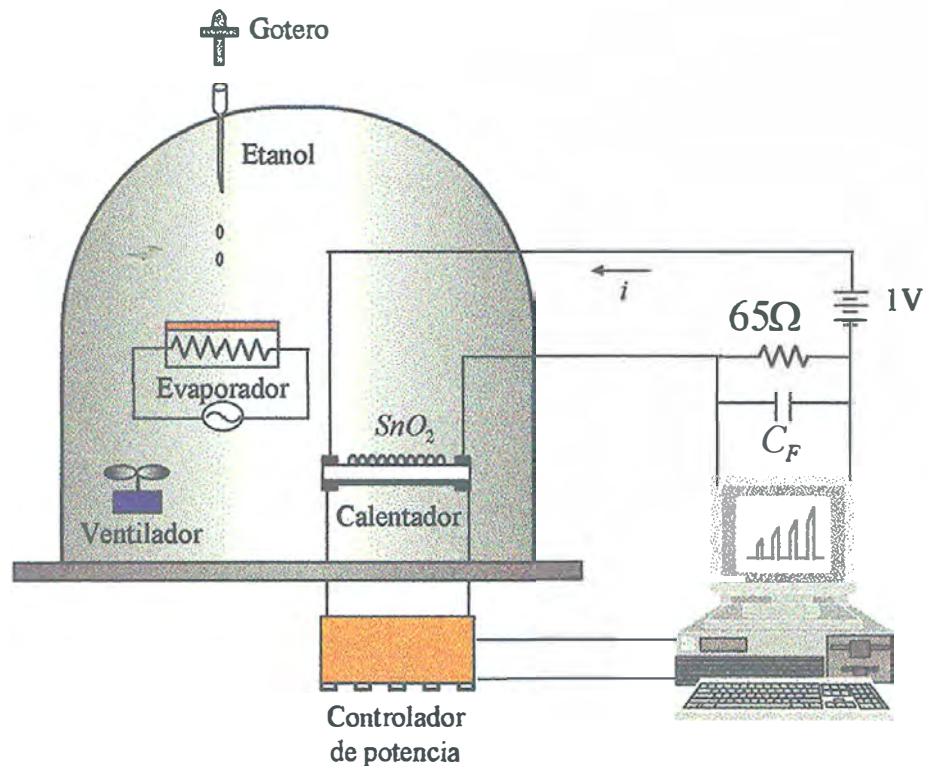 Gotero
Etanol
i
1V
65Ω
Evaporador
C_F
SnO₂
Ventilador
Calentador
Controlador
de potencia